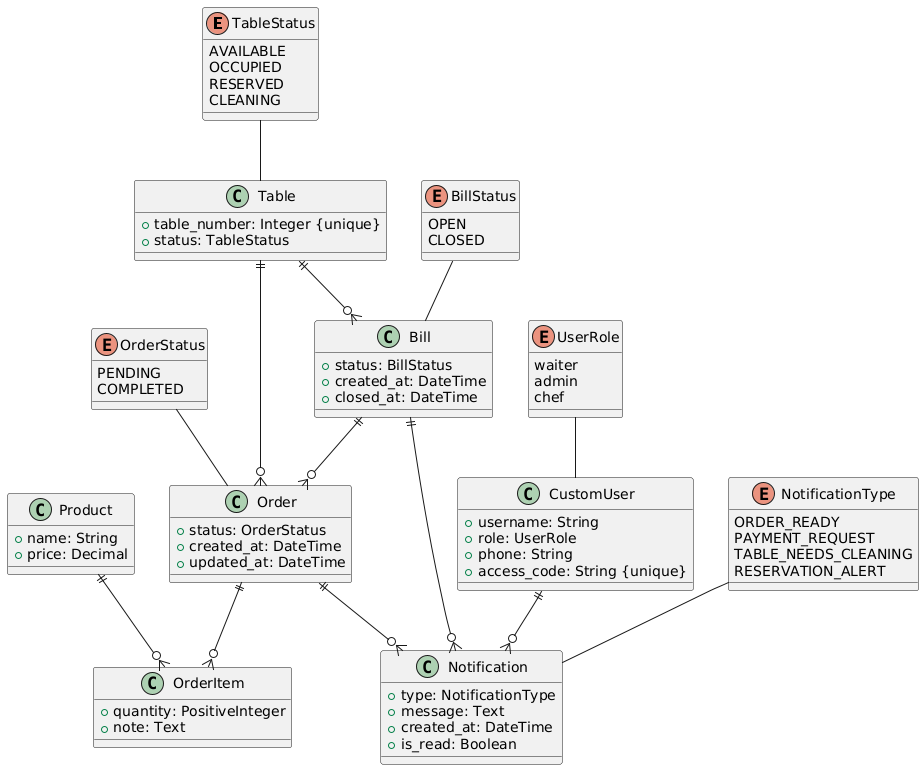 E TableStatus
AVAILABLE
OCCUPIED
RESERVED
CLEANING
C Table
table_number: Integer {unique}
status: TableStatus
E BillStatus
OPEN
CLOSED
E OrderStatus
PENDING
COMPLETED
C Bill
status: BillStatus
created_at: DateTime
closed_at: DateTime
E UserRole
waiter
admin
chef
C Product
name: String
price: Decimal
C Order
status: OrderStatus
created_at: DateTime
updated_at: DateTime
C CustomUser
username: String
role: UserRole
phone: String
access_code: String {unique}
E NotificationType
ORDER_READY
PAYMENT_REQUEST
TABLE_NEEDS_CLEANING
RESERVATION_ALERT
C OrderItem
quantity: PositiveInteger
note: Text
C Notification
type: NotificationType
message: Text
created_at: DateTime
is_read: Boolean